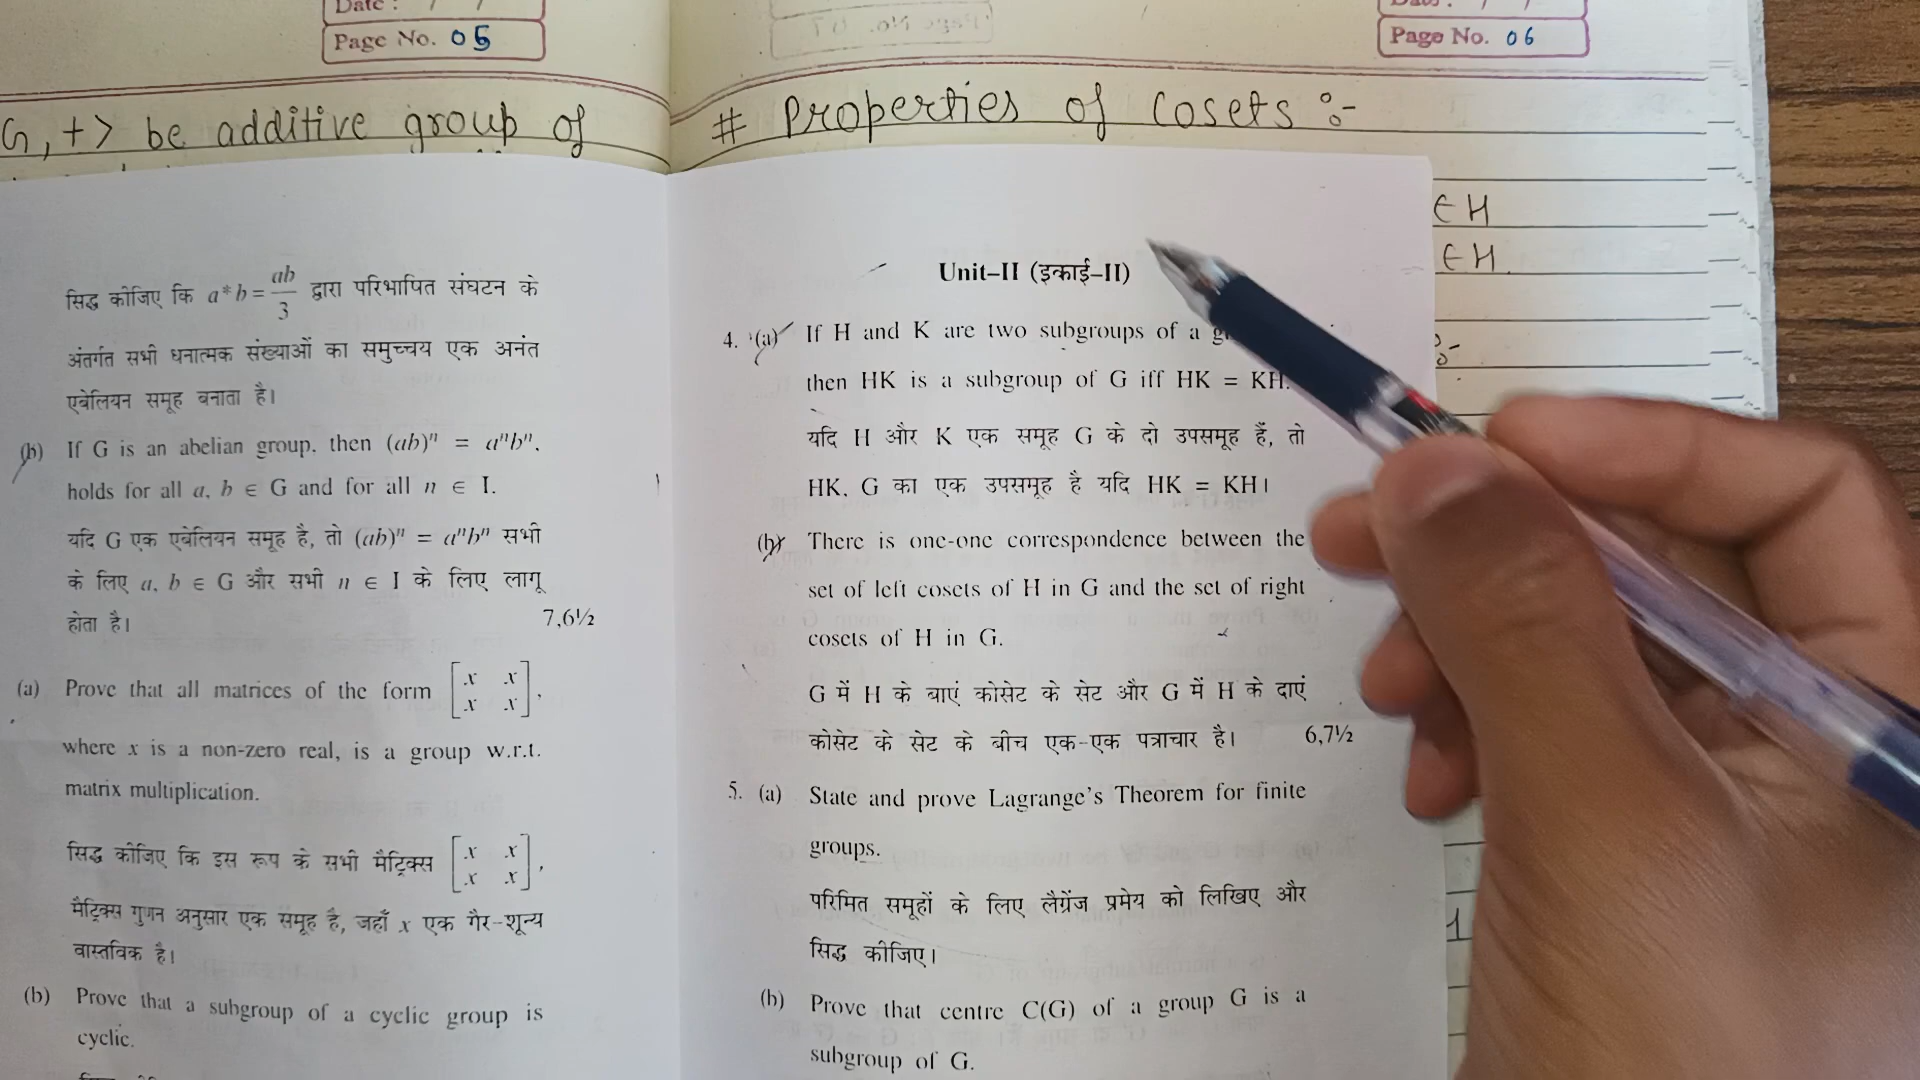 Date : / /
Page No. 05
G, +> be additive group of
सिद्ध कीजिए कि a*b = ab/3 द्वारा परिभाषित संघटन के
अंतर्गत सभी धनात्मक संख्याओं का समुच्चय एक अनंत
एबेलियन समूह बनाता है।
(b) If G is an abelian group, then (ab)ⁿ = aⁿbⁿ.
holds for all a, b ∈ G and for all n ∈ I.
यदि G एक एबेलियन समूह है, तो (ab)ⁿ = aⁿbⁿ सभी
के लिए a, b ∈ G और सभी n ∈ I के लिए लागू
होता है। 7,6½
(a) Prove that all matrices of the form [x x; x x],
where x is a non-zero real, is a group w.r.t.
matrix multiplication.
सिद्ध कीजिए कि इस रूप के सभी मैट्रिक्स [x x; x x],
मैट्रिक्स गुणन अनुसार एक समूह है, जहाँ x एक गैर-शून्य
वास्तविक है।
(b) Prove that a subgroup of a cyclic group is
cyclic.
Page No. 06
# Properties of Cosets :-
∈ H
∈ H.
Unit–II (इकाई–II)
4. (a) If H and K are two subgroups of a
then HK is a subgroup of G iff HK = KH.
यदि H और K एक समूह G के दो उपसमूह हैं, तो
HK, G का एक उपसमूह है यदि HK = KH।
(b) There is one-one correspondence between the
set of left cosets of H in G and the set of right
cosets of H in G.
G में H के बाएं कोसेट के सेट और G में H के दाएं
कोसेट के सेट के बीच एक-एक पत्राचार है। 6,7½
5. (a) State and prove Lagrange's Theorem for finite
groups.
परिमित समूहों के लिए लैग्रेंज प्रमेय को लिखिए और
सिद्ध कीजिए।
(b) Prove that centre C(G) of a group G is a
subgroup of G.